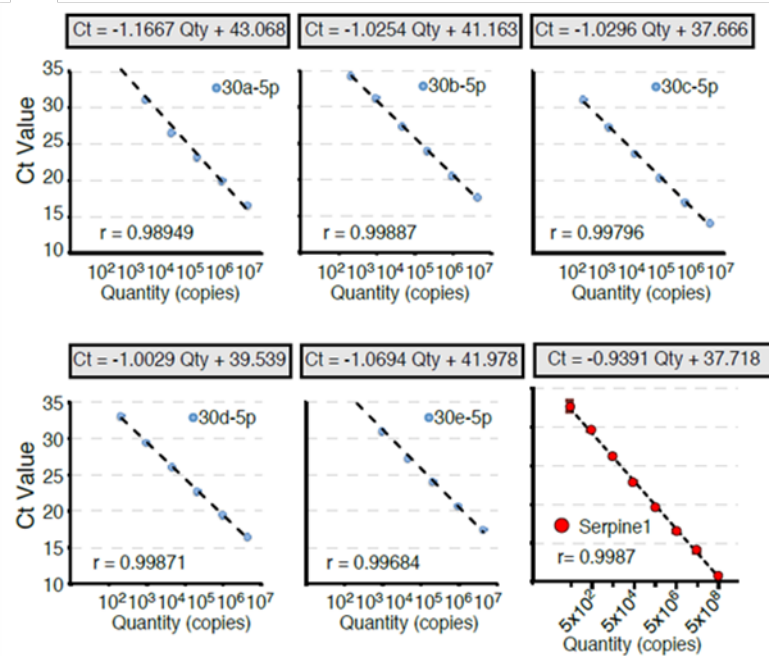 Ct = -1.1667 Qty + 43.068
Ct = -1.0254 Qty + 41.163
Ct = -1.0296 Qty + 37.666
Ct Value
35
30
25
20
15
10
30a-5p
r = 0.98949
10² 10³ 10⁴ 10⁵ 10⁶ 10⁷
Quantity (copies)
30b-5p
r = 0.99887
10² 10³ 10⁴ 10⁵ 10⁶ 10⁷
Quantity (copies)
30c-5p
r = 0.99796
10² 10³ 10⁴ 10⁵ 10⁶ 10⁷
Quantity (copies)
Ct = -1.0029 Qty + 39.539
Ct = -1.0694 Qty + 41.978
Ct = -0.9391 Qty + 37.718
Ct Value
35
30
25
20
15
10
30d-5p
r = 0.99871
10² 10³ 10⁴ 10⁵ 10⁶ 10⁷
Quantity (copies)
30e-5p
r = 0.99684
10² 10³ 10⁴ 10⁵ 10⁶ 10⁷
Quantity (copies)
Serpine1
r= 0.9987
5x10² 5x10⁴ 5x10⁶ 5x10⁸
Quantity (copies)